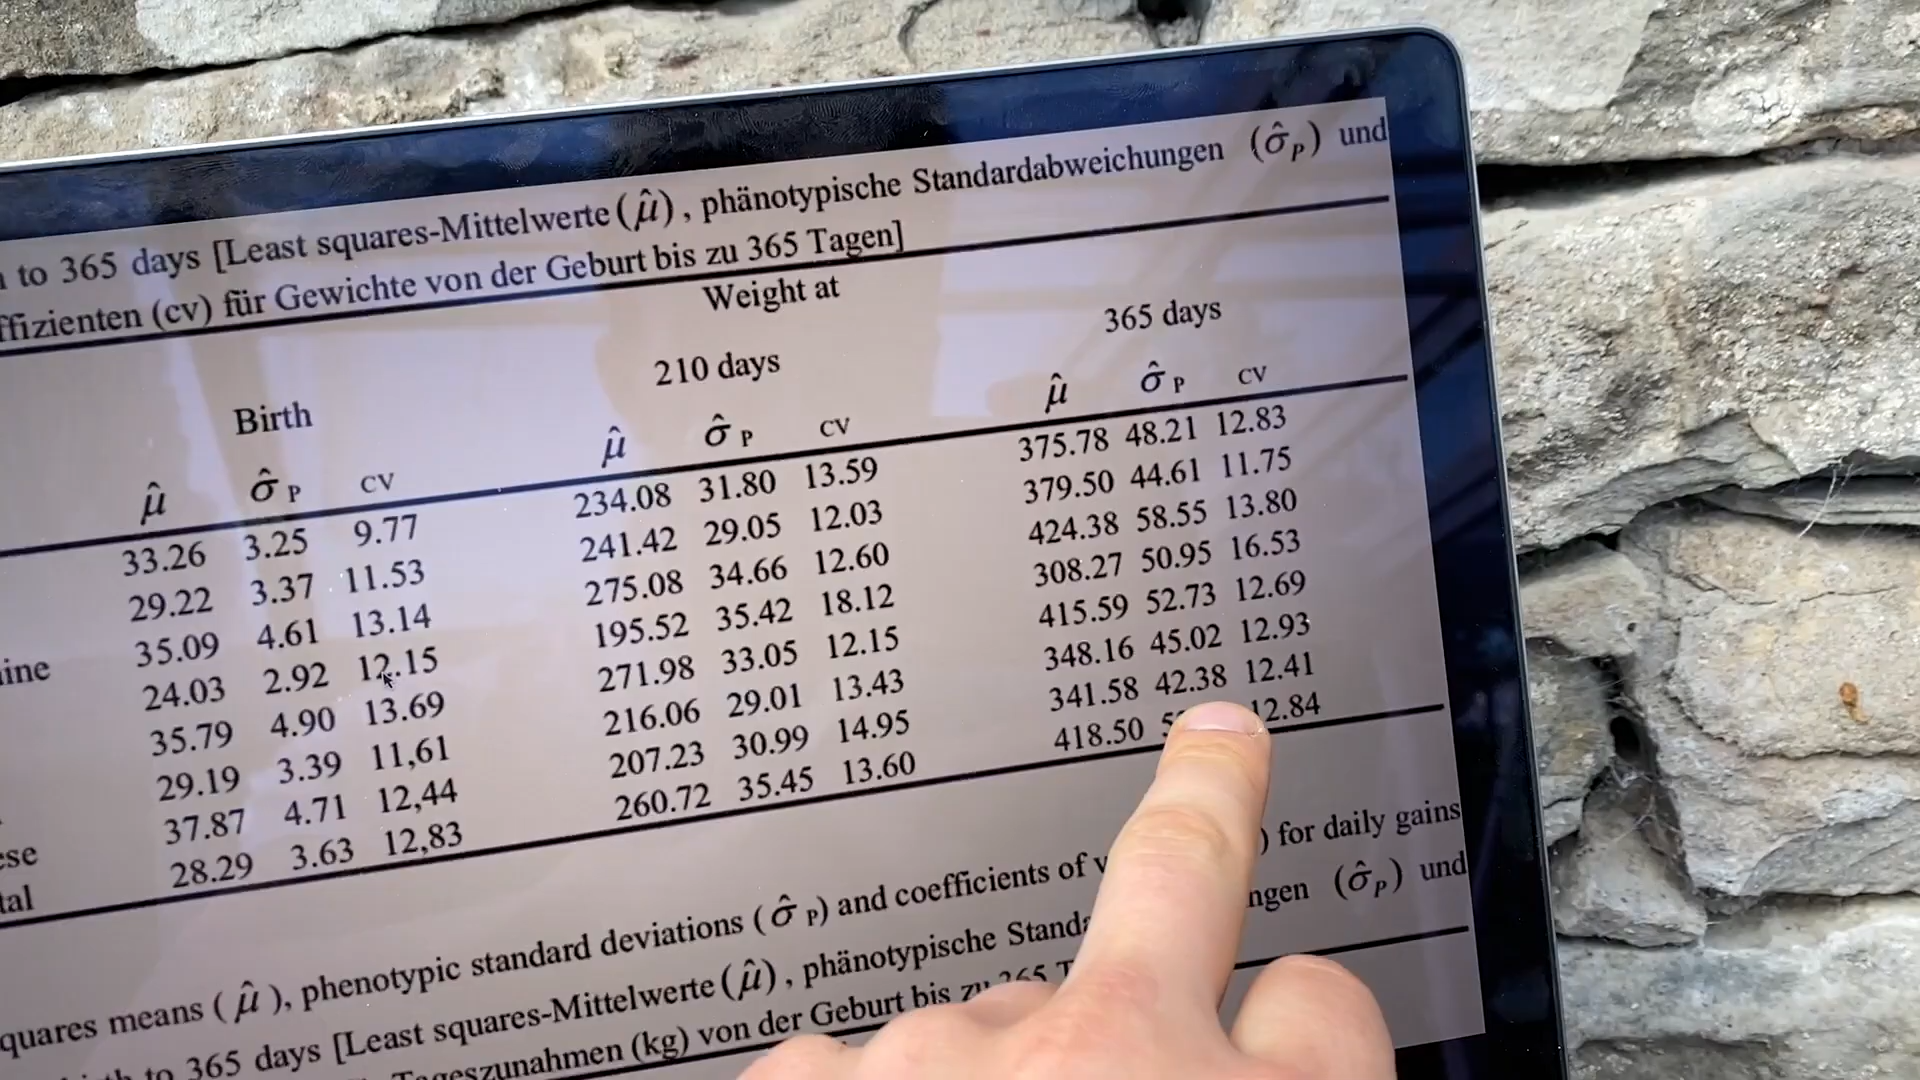 to 365 days [Least squares-Mittelwerte (μ̂), phänotypische Standardabweichungen (σ̂P) und
ffizienten (cv) für Gewichte von der Geburt bis zu 365 Tagen]
Weight at
Birth 210 days 365 days
μ̂ σ̂ P CV μ̂ σ̂ P CV μ̂ σ̂ P CV
33.26 3.25 9.77 234.08 31.80 13.59 375.78 48.21 12.83
29.22 3.37 11.53 241.42 29.05 12.03 379.50 44.61 11.75
ine 35.09 4.61 13.14 275.08 34.66 12.60 424.38 58.55 13.80
24.03 2.92 12.15 195.52 35.42 18.12 308.27 50.95 16.53
35.79 4.90 13.69 271.98 33.05 12.15 415.59 52.73 12.69
29.19 3.39 11,61 216.06 29.01 13.43 348.16 45.02 12.93
ese 37.87 4.71 12,44 207.23 30.99 14.95 341.58 42.38 12.41
tal 28.29 3.63 12,83 260.72 35.45 13.60 418.50 12.84
quares means (μ̂), phenotypic standard deviations (σ̂ P) and coefficients of ) for daily gains
to 365 days [Least squares-Mittelwerte (μ̂), phänotypische Standa ngen (σ̂P) und
Tageszunahmen (kg) von der Geburt bis zu 365